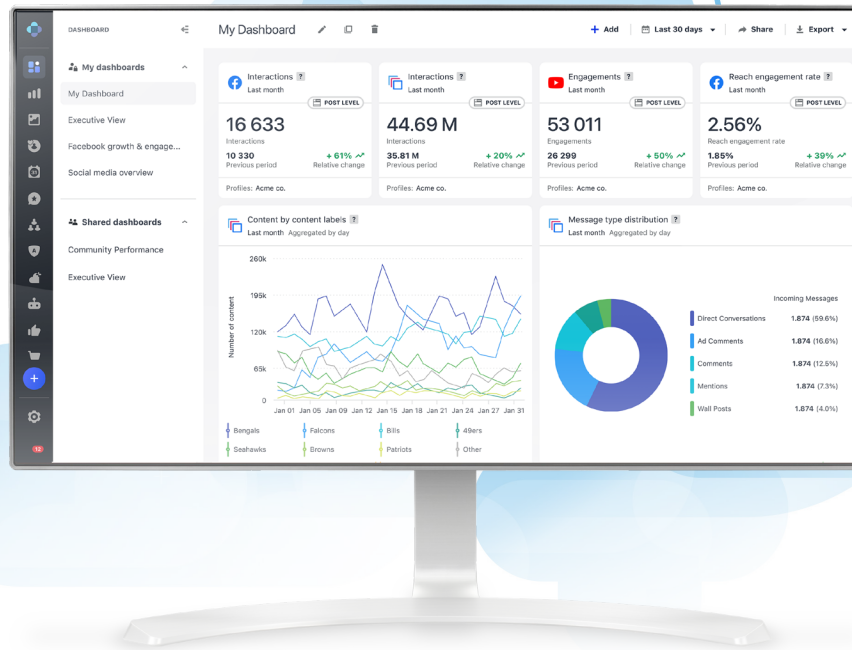 DASHBOARD
My dashboards
My Dashboard
Executive View
Facebook growth & engage...
Social media overview
Shared dashboards
Community Performance
Executive View
12
My Dashboard
+ Add
Last 30 days
Share
Export
Interactions ?
Last month
POST LEVEL
16 633
Interactions
10 330 + 61%
Previous period Relative change
Profiles: Acme co.
Interactions ?
Last month
POST LEVEL
44.69 M
Interactions
35.81 M + 20%
Previous period Relative change
Profiles: Acme co.
Engagements ?
Last month
POST LEVEL
53 011
Engagements
26 299 + 50%
Previous period Relative change
Profiles: Acme co.
Reach engagement rate ?
Last month
POST LEVEL
2.56%
Reach engagement rate
1.85% + 39%
Previous period Relative change
Profiles: Acme co.
Content by content labels ?
Last month Aggregated by day
Number of content
260k
195k
120k
65k
0
Jan 01 Jan 05 Jan 09 Jan 12 Jan 15 Jan 18 Jan 21 Jan 24 Jan 27 Jan 31
Bengals Falcons Bills 49ers
Seahawks Browns Patriots Other
Message type distribution ?
Last month Aggregated by day
Incoming Messages
Direct Conversations 1.874 (59.6%)
Ad Comments 1.874 (16.6%)
Comments 1.874 (12.5%)
Mentions 1.874 (7.3%)
Wall Posts 1.874 (4.0%)